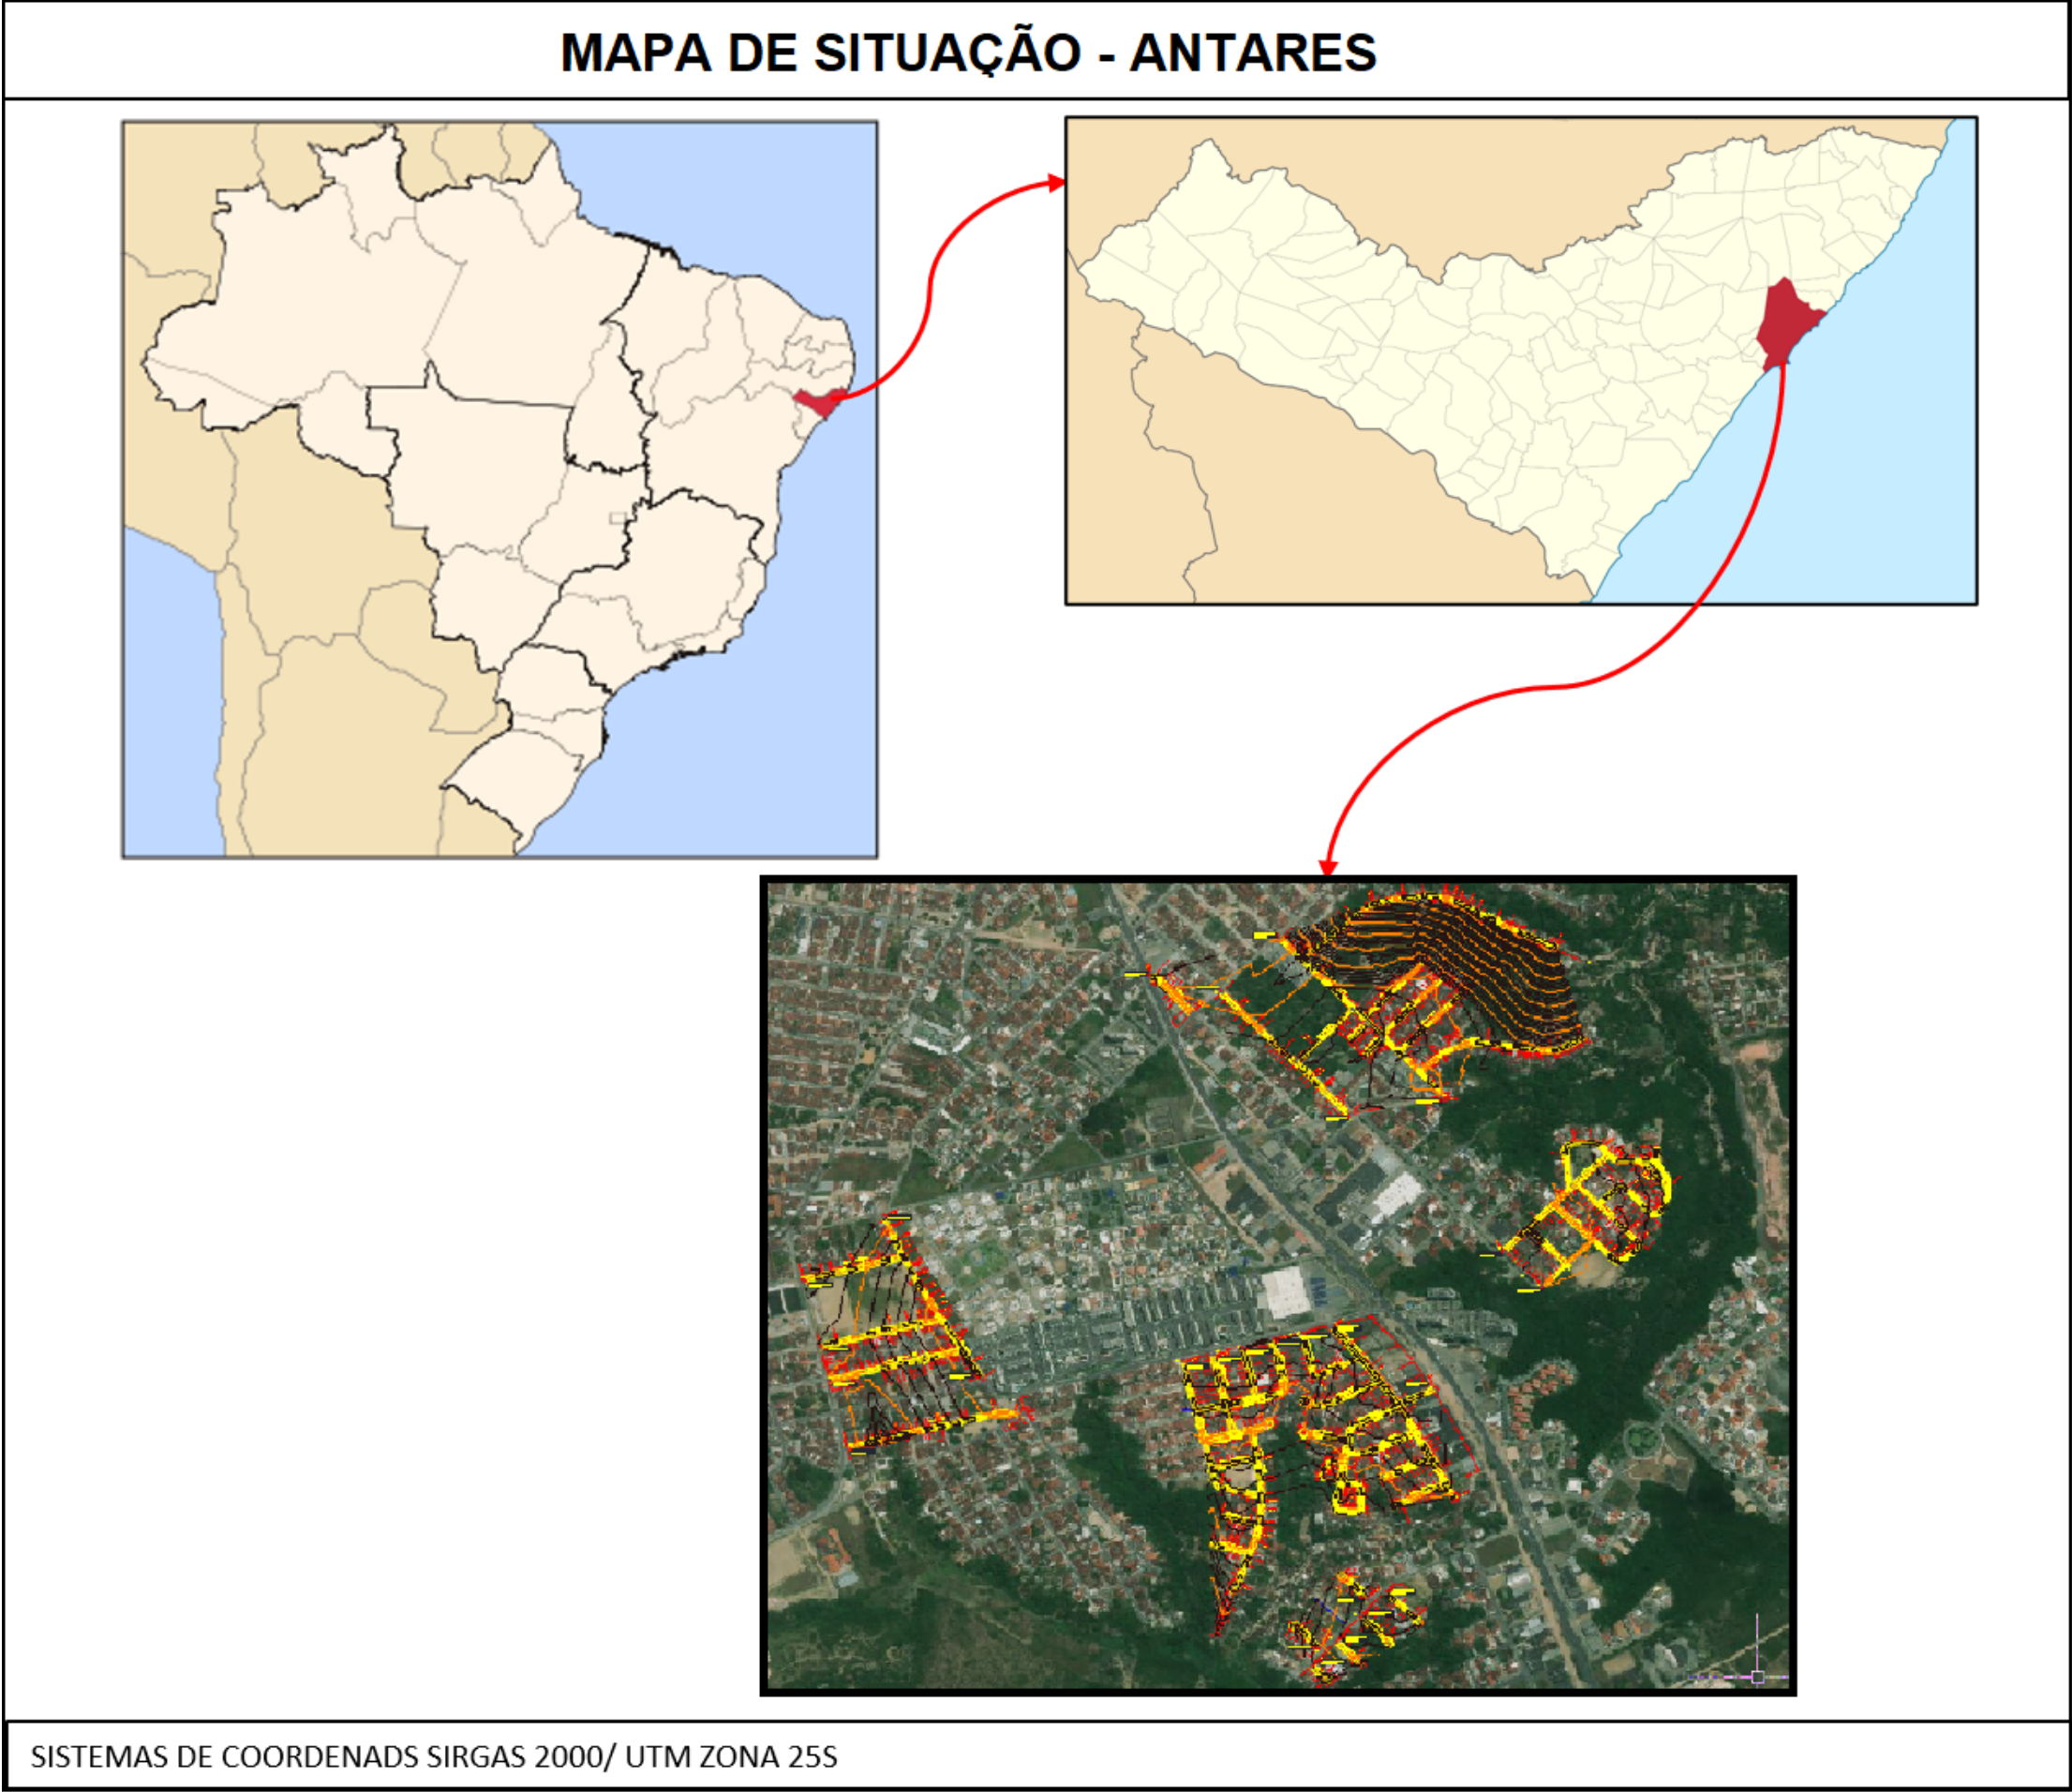 MAPA DE SITUAÇÃO - ANTARES
SISTEMAS DE COORDENADS SIRGAS 2000/ UTM ZONA 25S